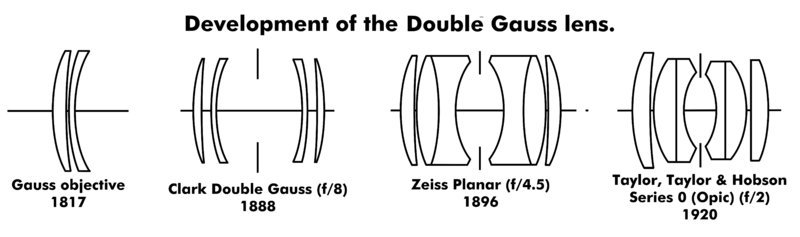 Development of the Double Gauss lens.
Gauss objective
1817
Clark Double Gauss (f/8)
1888
Zeiss Planar (f/4.5)
1896
Taylor, Taylor & Hobson
Series 0 (Opic) (f/2)
1920